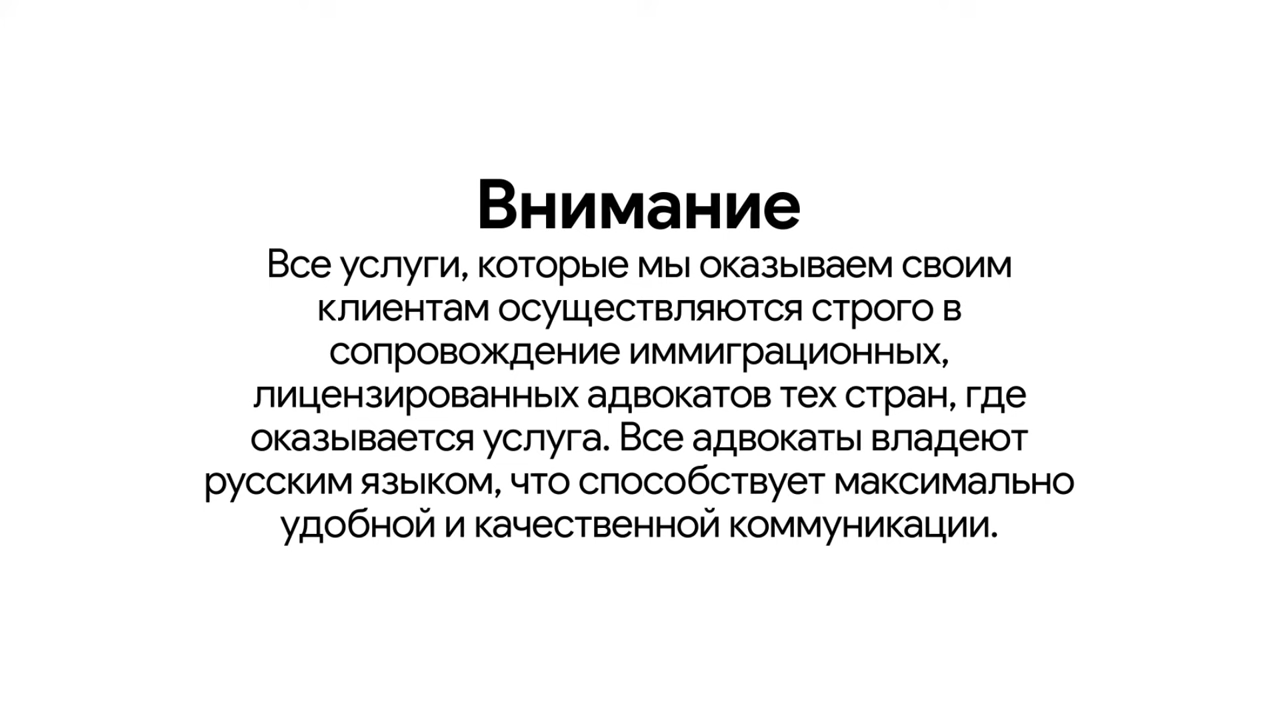 Внимание
Все услуги, которые мы оказываем своим
клиентам осуществляются строго в
сопровождение иммиграционных,
лицензированных адвокатов тех стран, где
оказывается услуга. Все адвокаты владеют
русским языком, что способствует максимально
удобной и качественной коммуникации.